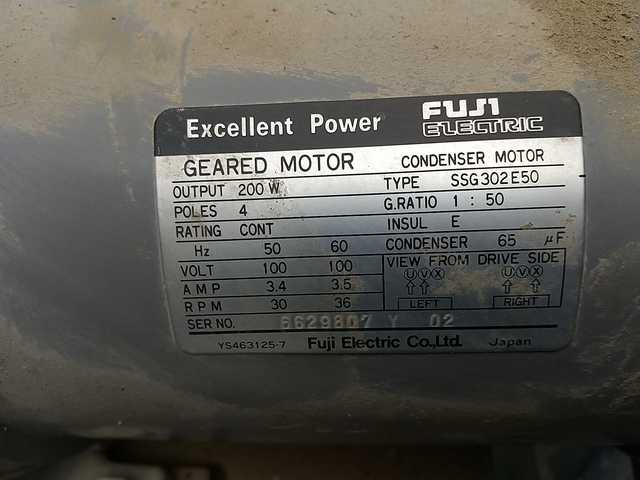 Excellent Power FUJI ELECTRIC
GEARED MOTOR CONDENSER MOTOR
OUTPUT 200 W TYPE SSG302E50
POLES 4 G.RATIO 1 : 50
RATING CONT INSUL E
Hz 50 60 CONDENSER 65 μF
VOLT 100 100 VIEW FROM DRIVE SIDE
U V X U V X
AMP 3.4 3.5
LEFT RIGHT
RPM 30 36
SER NO. 6629807 Y 02
YS463125-7 Fuji Electric Co.,Ltd. Japan